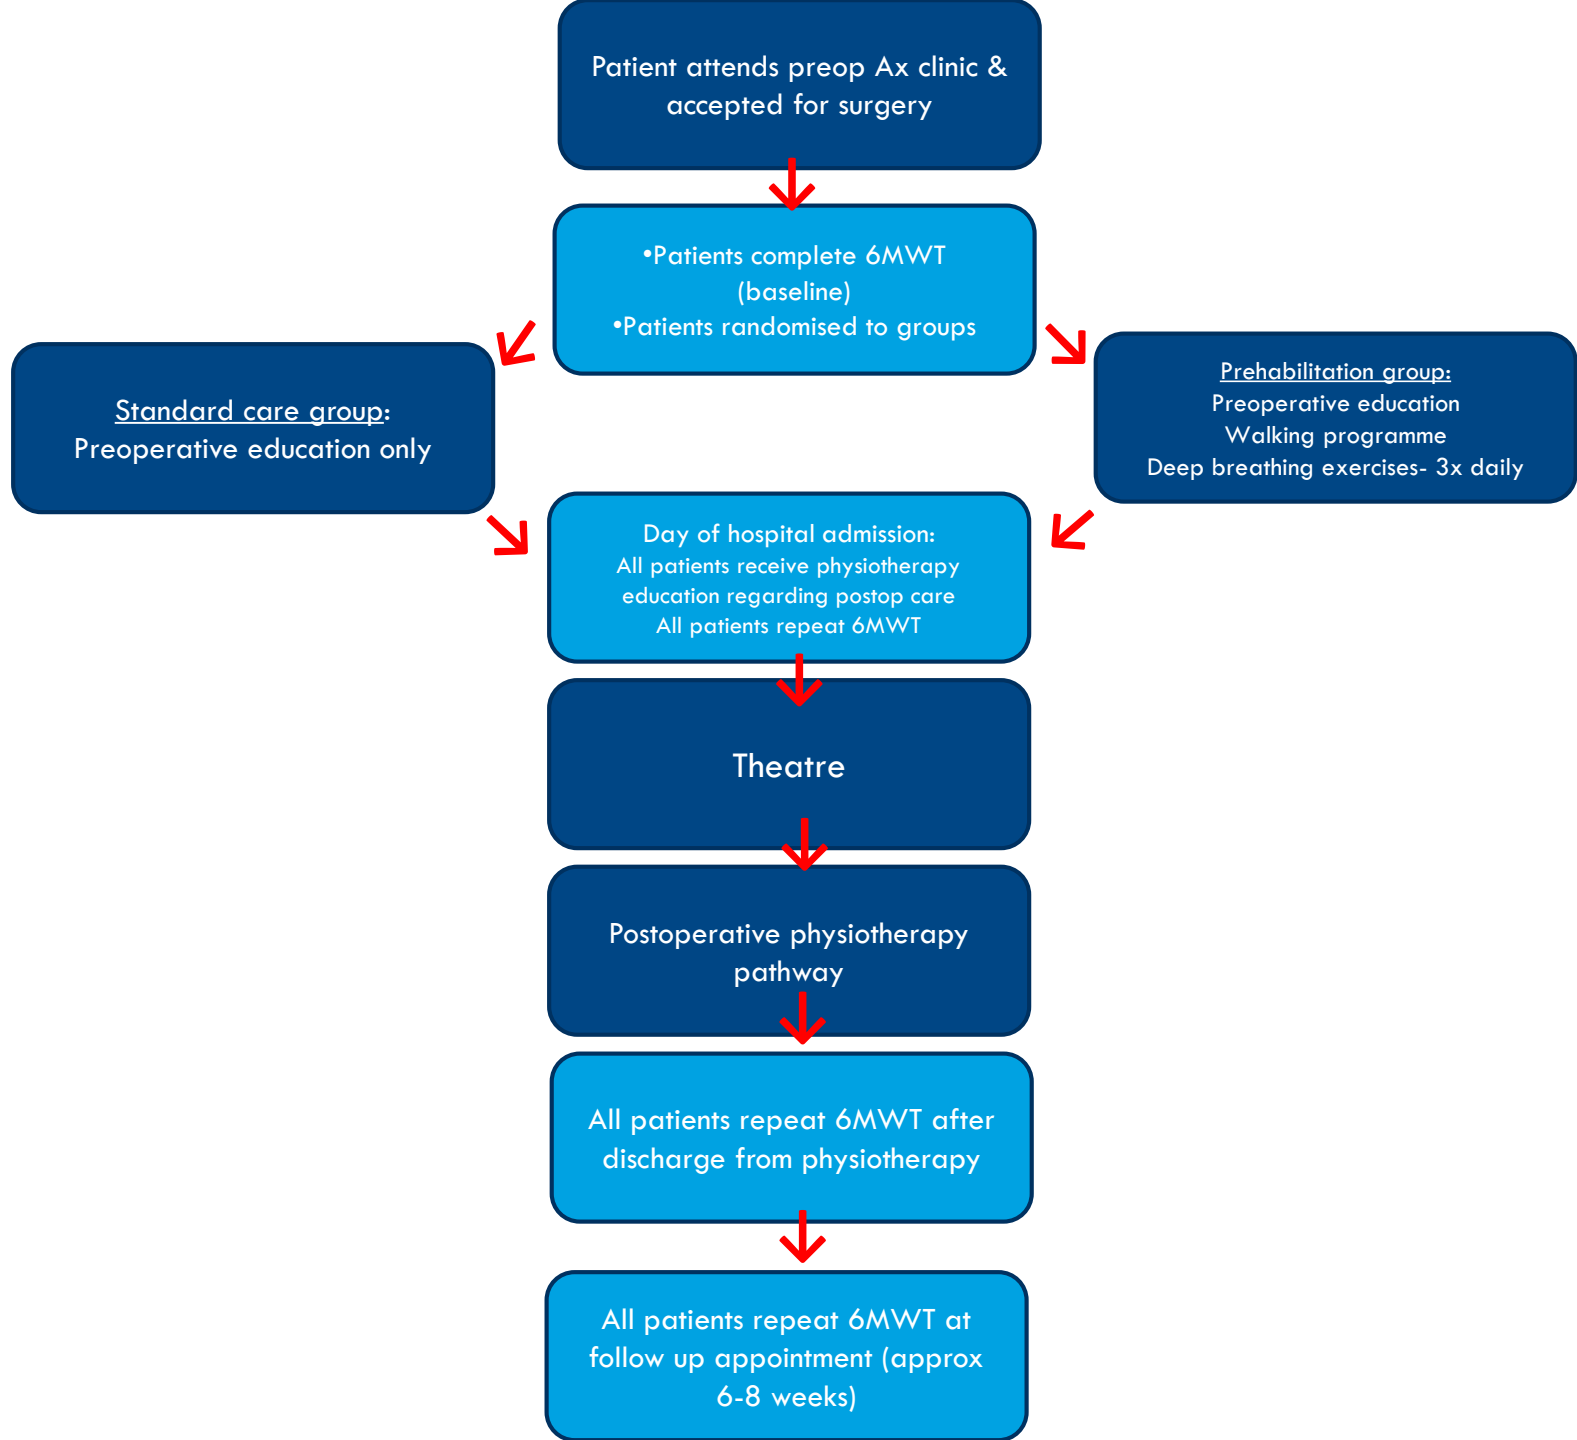 Patient attends preop Ax clinic &
accepted for surgery
•Patients complete 6MWT
(baseline)
•Patients randomised to groups
Standard care group:
Preoperative education only
Prehabilitation group:
Preoperative education
Walking programme
Deep breathing exercises- 3x daily
Day of hospital admission:
All patients receive physiotherapy
education regarding postop care
All patients repeat 6MWT
Theatre
Postoperative physiotherapy
pathway
All patients repeat 6MWT after
discharge from physiotherapy
All patients repeat 6MWT at
follow up appointment (approx
6-8 weeks)